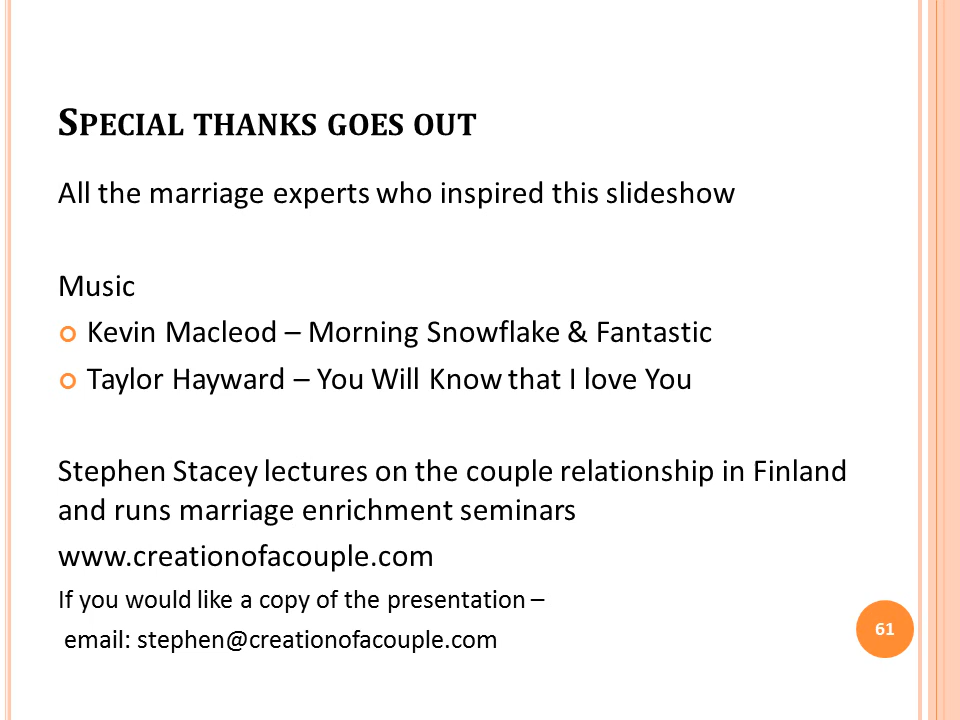 SPECIAL THANKS GOES OUT
All the marriage experts who inspired this slideshow
Music
Kevin Macleod – Morning Snowflake & Fantastic
Taylor Hayward – You Will Know that I love You
Stephen Stacey lectures on the couple relationship in Finland
and runs marriage enrichment seminars
www.creationofacouple.com
If you would like a copy of the presentation –
email: stephen@creationofacouple.com
61